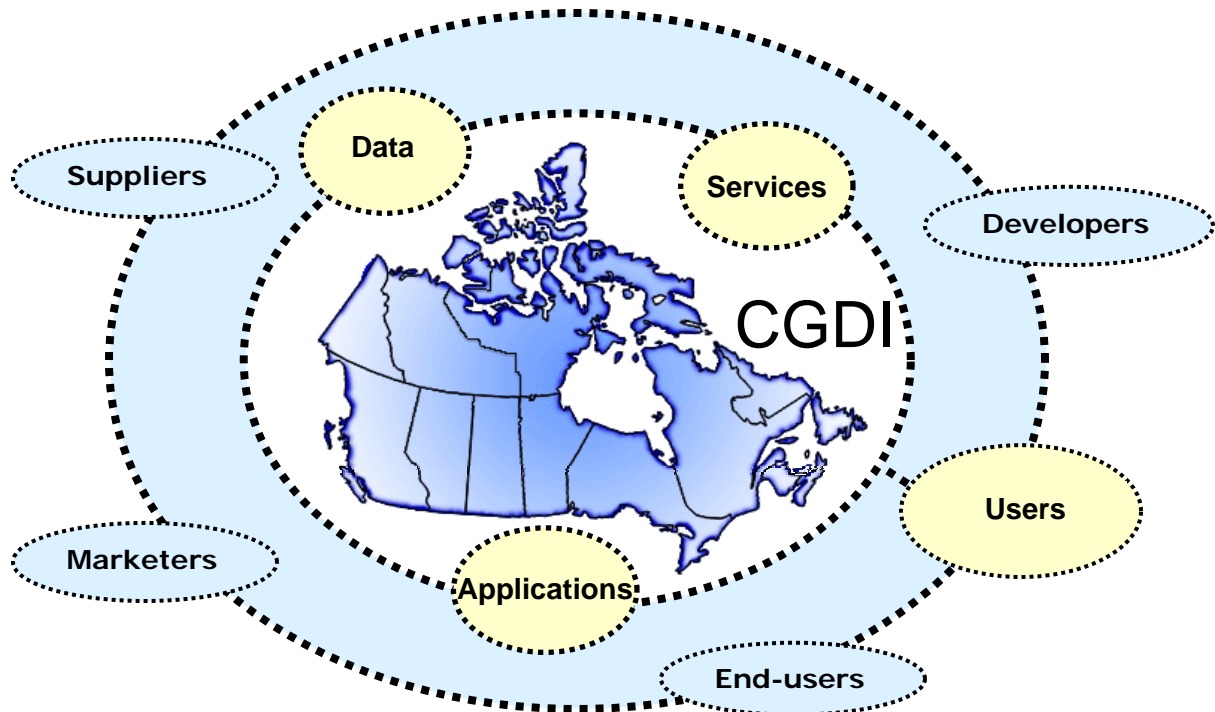 Data
Suppliers
Services
Developers
CGDI
Users
Marketers
Applications
End-users